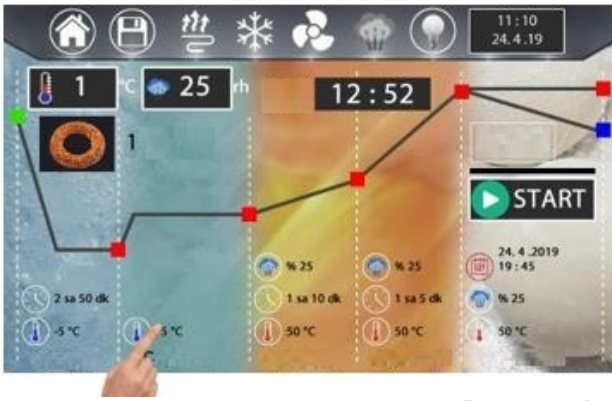 11:10
24.4.19
1 °C 25 rh
12 : 52
1
START
% 25
% 25
24. 4 .2019
19 : 45
2 sa 50 dk
1 sa 10 dk
1 sa 5 dk
% 25
-5 °C
5 °C
50 °C
50 °C
50 °C
°C